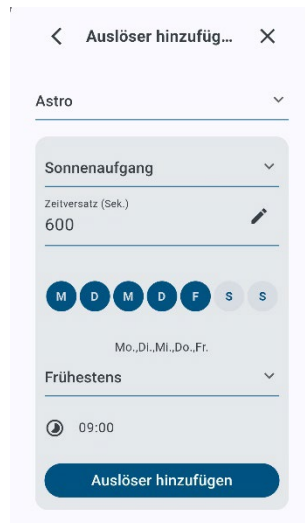 Auslöser hinzufüg...
Astro
Sonnenaufgang
Zeitversatz (Sek.)
600
M D M D F S S
Mo.,Di.,Mi.,Do.,Fr.
Frühestens
09:00
Auslöser hinzufügen